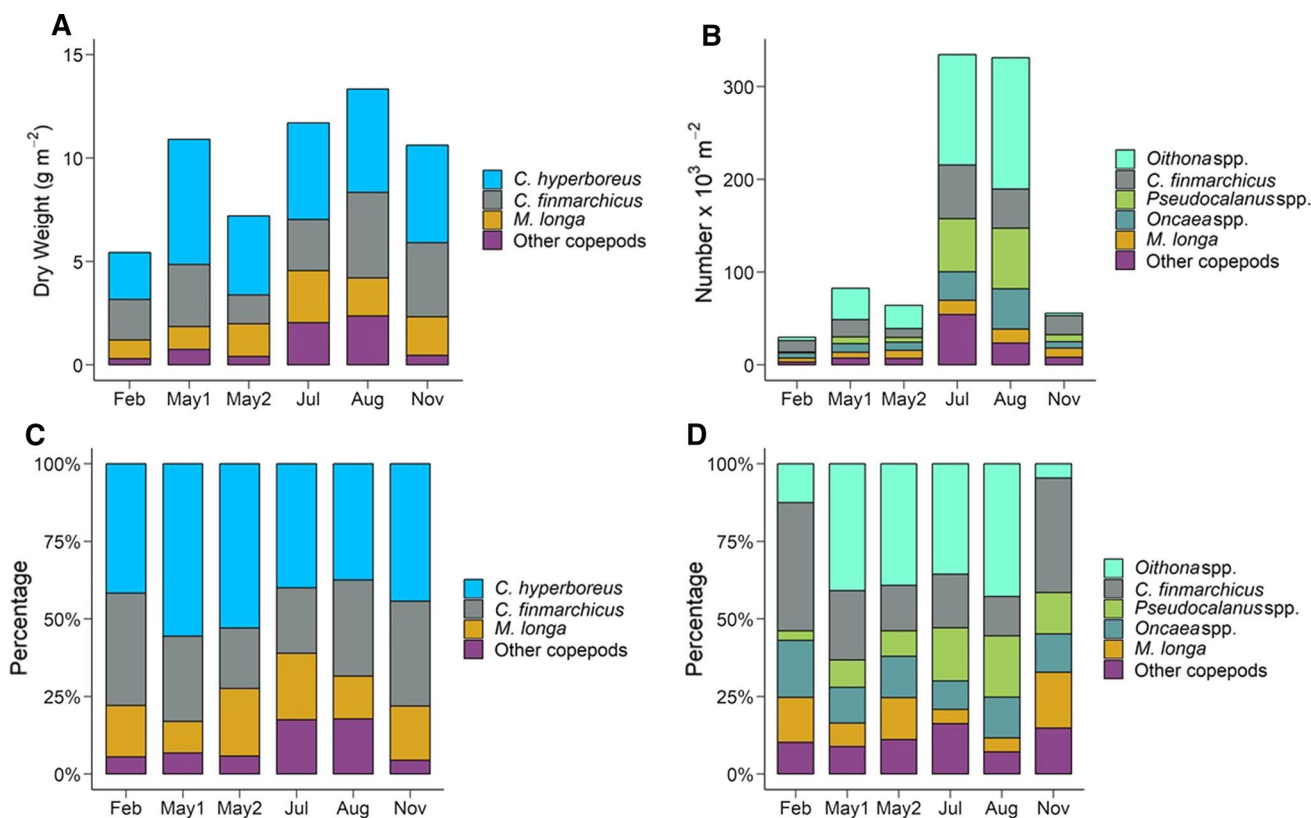 A
Dry Weight (g m−2)
15
10
5
0
Feb May1 May2 Jul Aug Nov
C. hyperboreus
C. finmarchicus
M. longa
Other copepods
B
Number x 10³ m−2
300
200
100
0
Feb May1 May2 Jul Aug Nov
Oithona spp.
C. finmarchicus
Pseudocalanus spp.
Oncaea spp.
M. longa
Other copepods
C
Percentage
100%
75%
50%
25%
0%
Feb May1 May2 Jul Aug Nov
C. hyperboreus
C. finmarchicus
M. longa
Other copepods
D
Percentage
100%
75%
50%
25%
0%
Feb May1 May2 Jul Aug Nov
Oithona spp.
C. finmarchicus
Pseudocalanus spp.
Oncaea spp.
M. longa
Other copepods